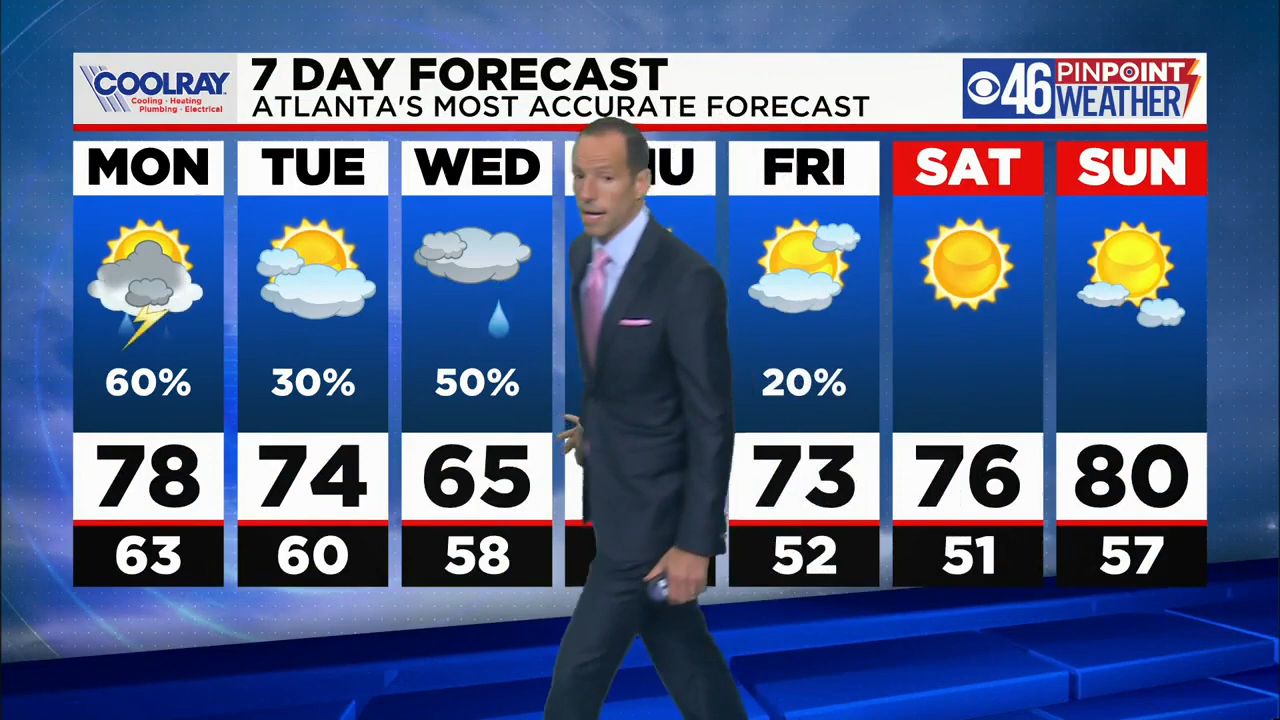 COOLRAY
Cooling · Heating
Plumbing · Electrical
7 DAY FORECAST
ATLANTA'S MOST ACCURATE FORECAST
46 PINPOINT
WEATHER
MON TUE WED FRI SAT SUN
60% 30% 50% 20%
78 74 65 73 76 80
63 60 58 52 51 57